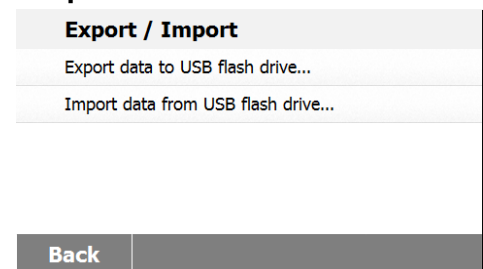 Export / Import
Export data to USB flash drive...
Import data from USB flash drive...
Back